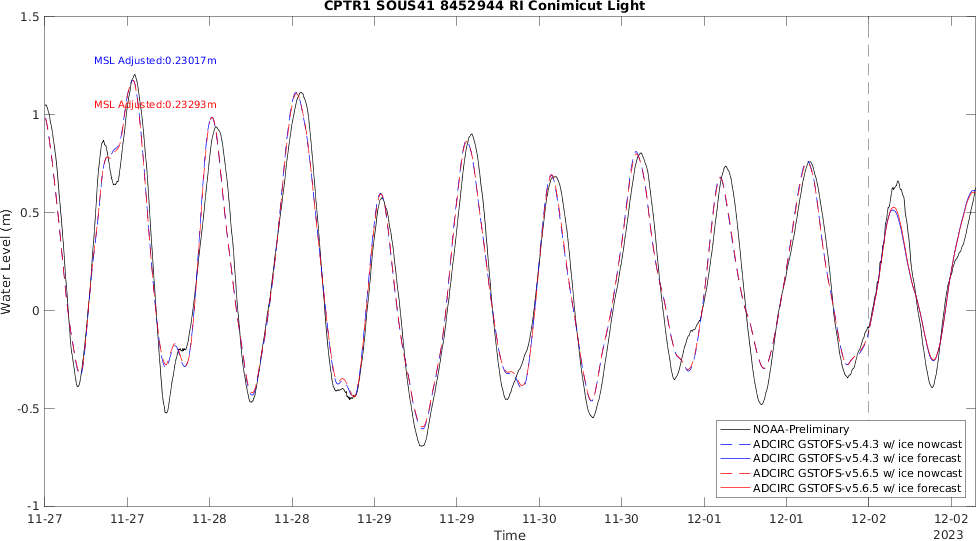 CPTR1 SOUS41 8452944 RI Conimicut Light
1.5
MSL Adjusted:0.23017m
MSL Adjusted:0.23293m
1
0.5
0
-0.5
-1
Water Level (m)
NOAA-Preliminary
ADCIRC GSTOFS-v5.4.3 w/ ice nowcast
ADCIRC GSTOFS-v5.4.3 w/ ice forecast
ADCIRC GSTOFS-v5.6.5 w/ ice nowcast
ADCIRC GSTOFS-v5.6.5 w/ ice forecast
11-27 11-27 11-28 11-28 11-29 11-29 11-30 11-30 12-01 12-01 12-02 12-02
Time
2023